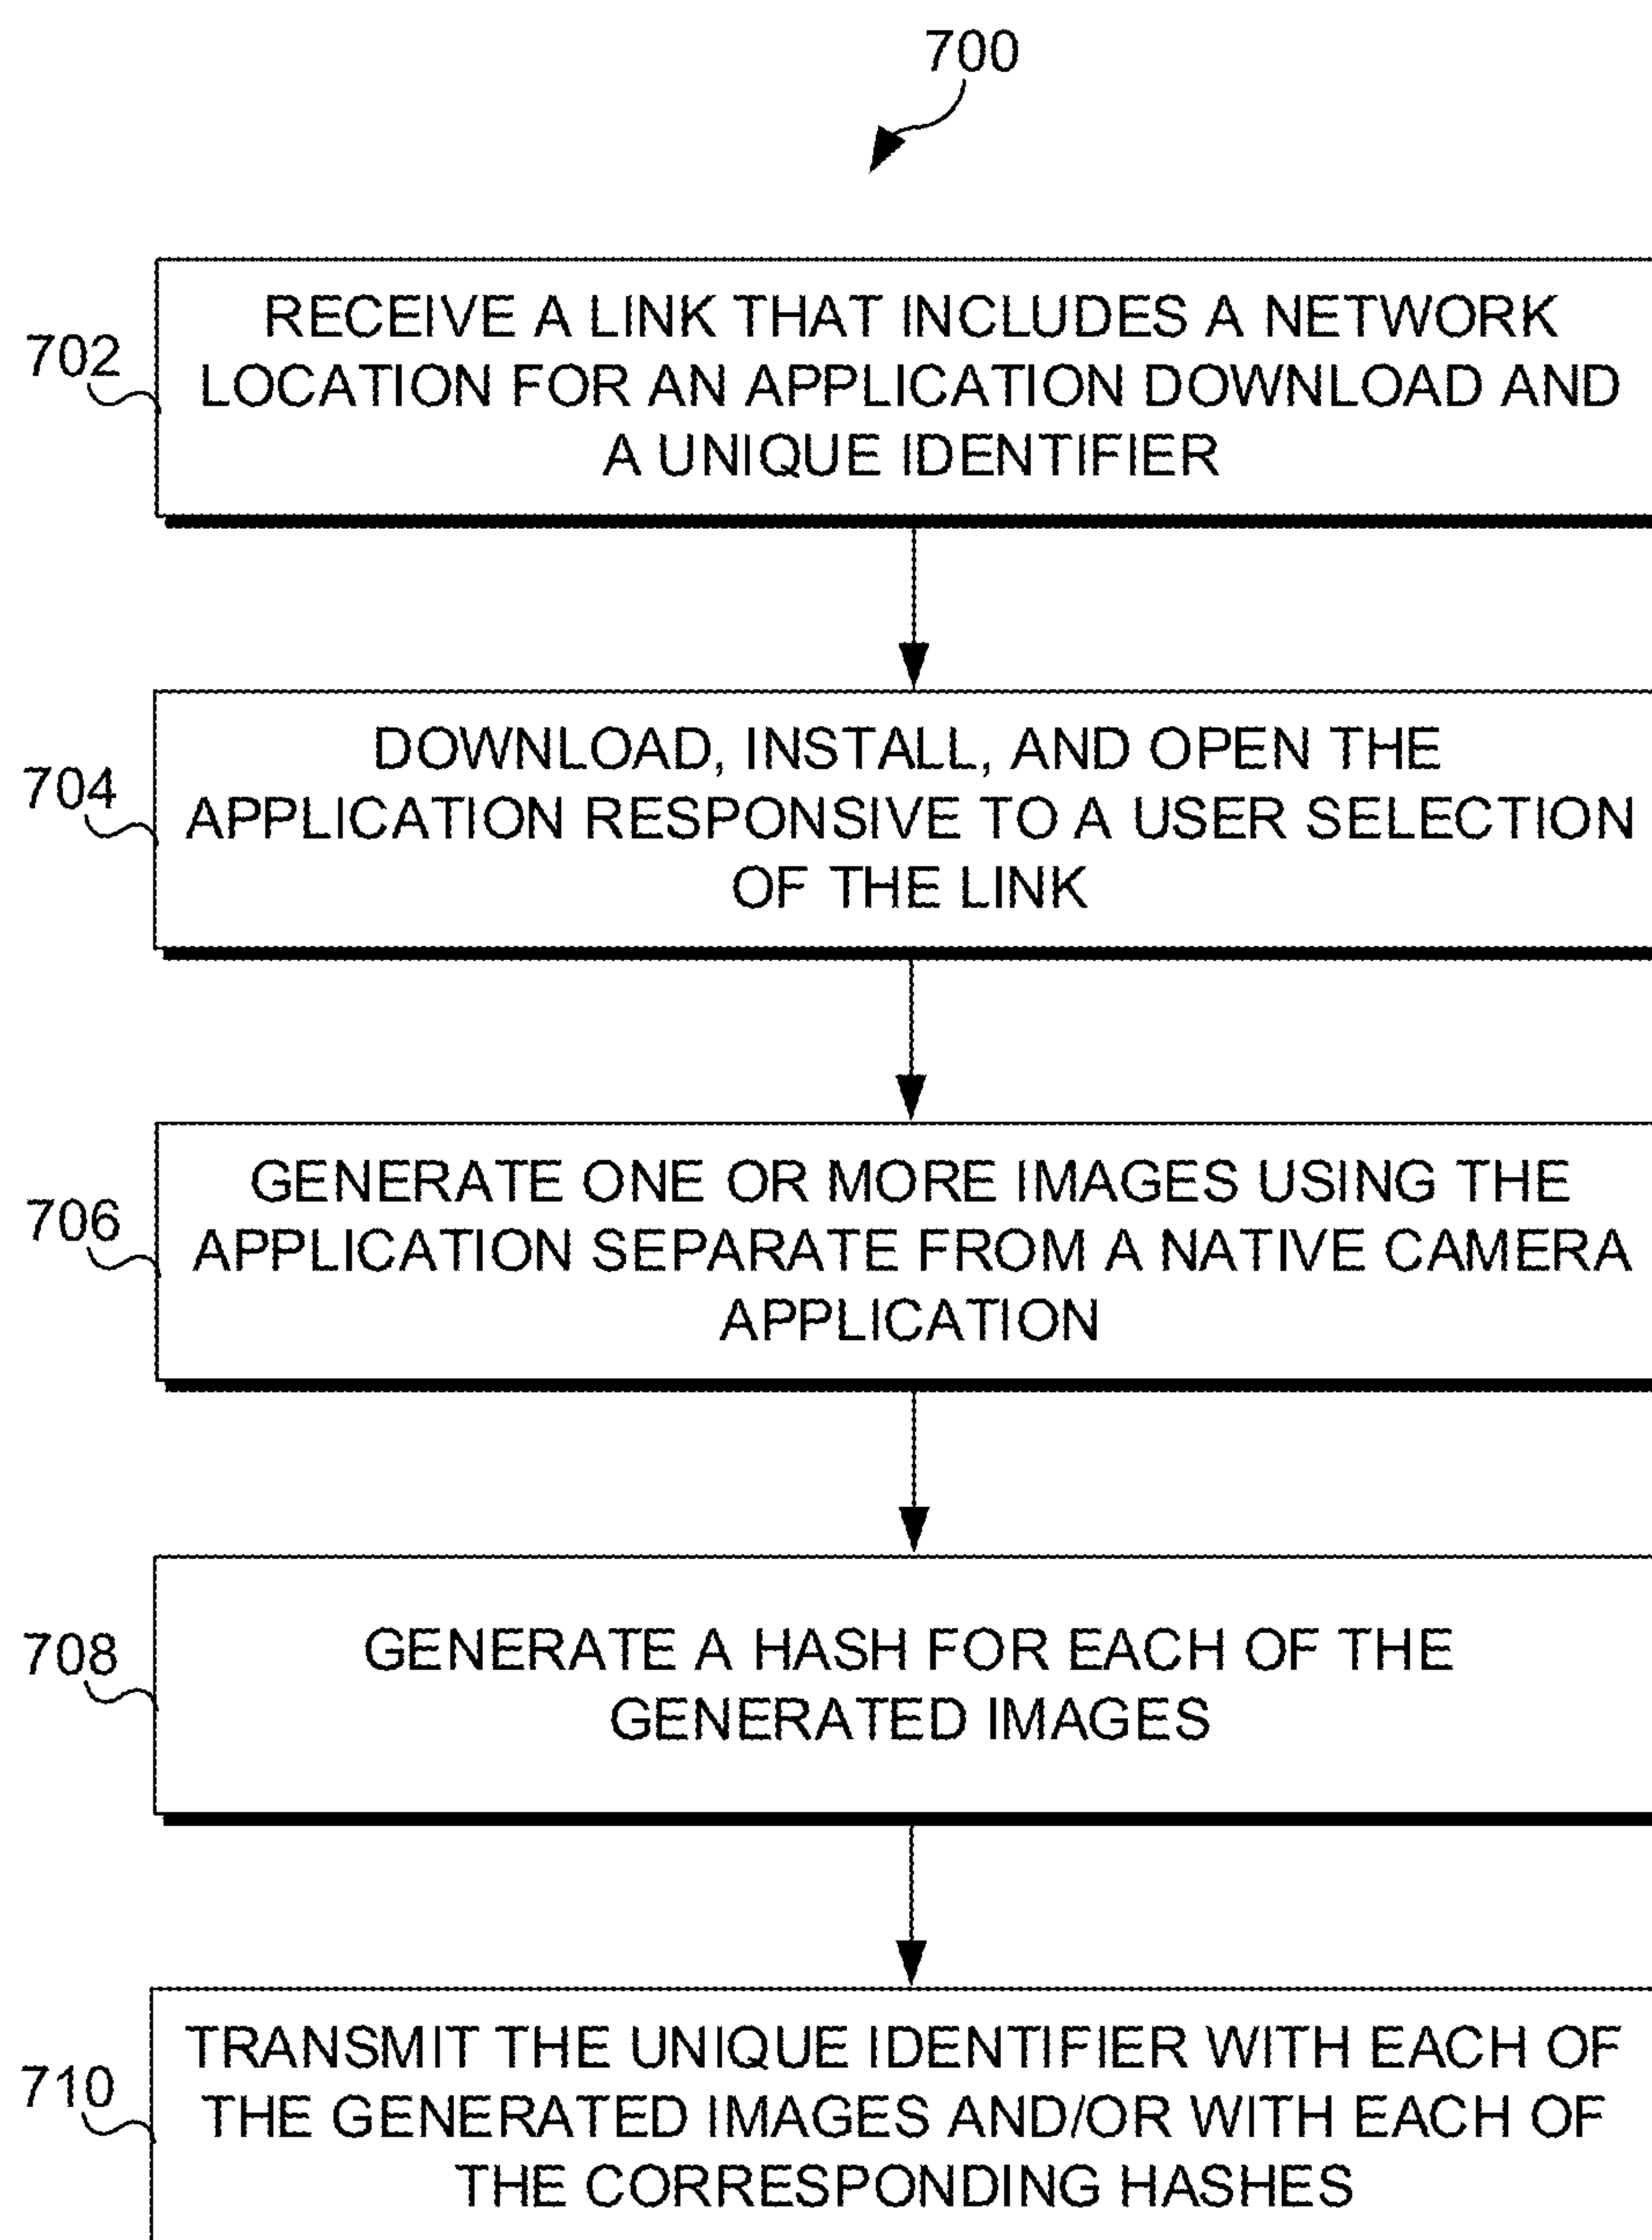 700
702
RECEIVE A LINK THAT INCLUDES A NETWORK
LOCATION FOR AN APPLICATION DOWNLOAD AND
A UNIQUE IDENTIFIER
704
DOWNLOAD, INSTALL, AND OPEN THE
APPLICATION RESPONSIVE TO A USER SELECTION
OF THE LINK
706
GENERATE ONE OR MORE IMAGES USING THE
APPLICATION SEPARATE FROM A NATIVE CAMERA
APPLICATION
708
GENERATE A HASH FOR EACH OF THE
GENERATED IMAGES
710
TRANSMIT THE UNIQUE IDENTIFIER WITH EACH OF
THE GENERATED IMAGES AND/OR WITH EACH OF
THE CORRESPONDING HASHES